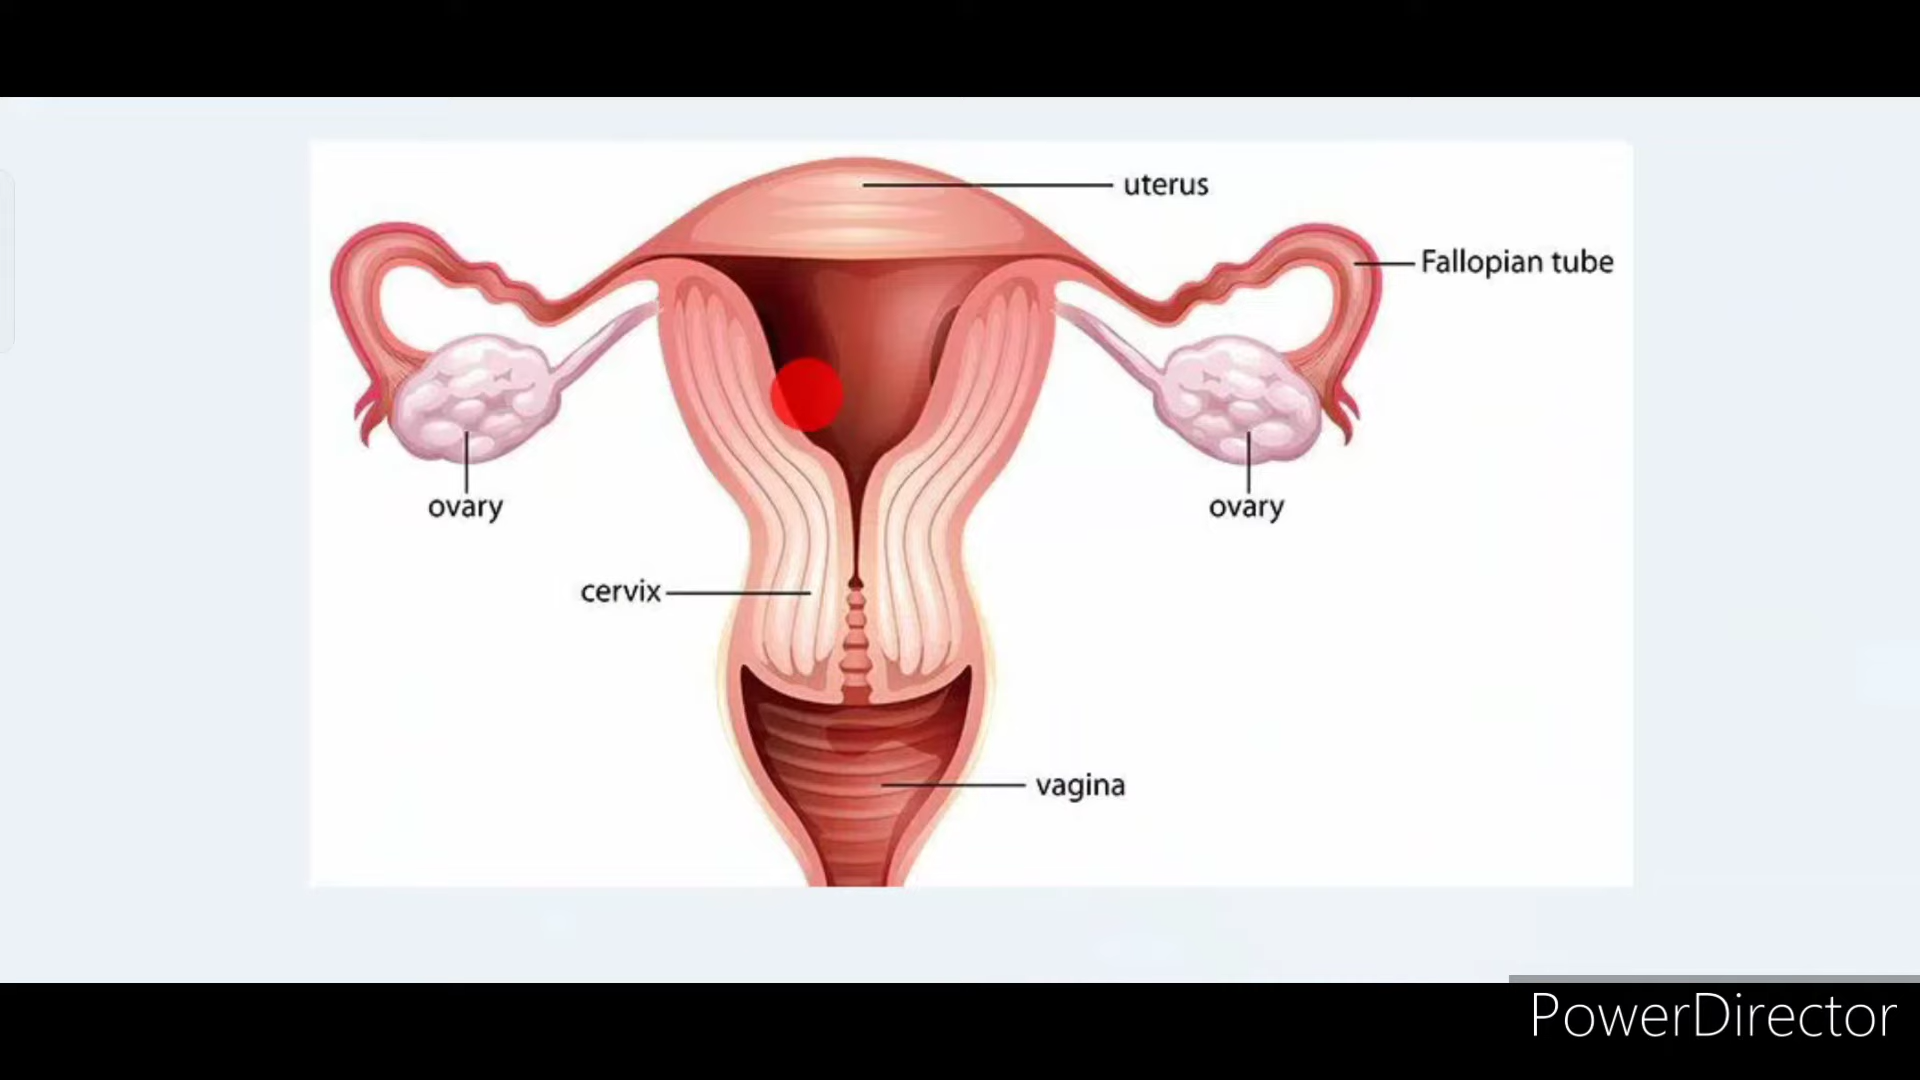 uterus
Fallopian tube
ovary
ovary
cervix
vagina
PowerDirector